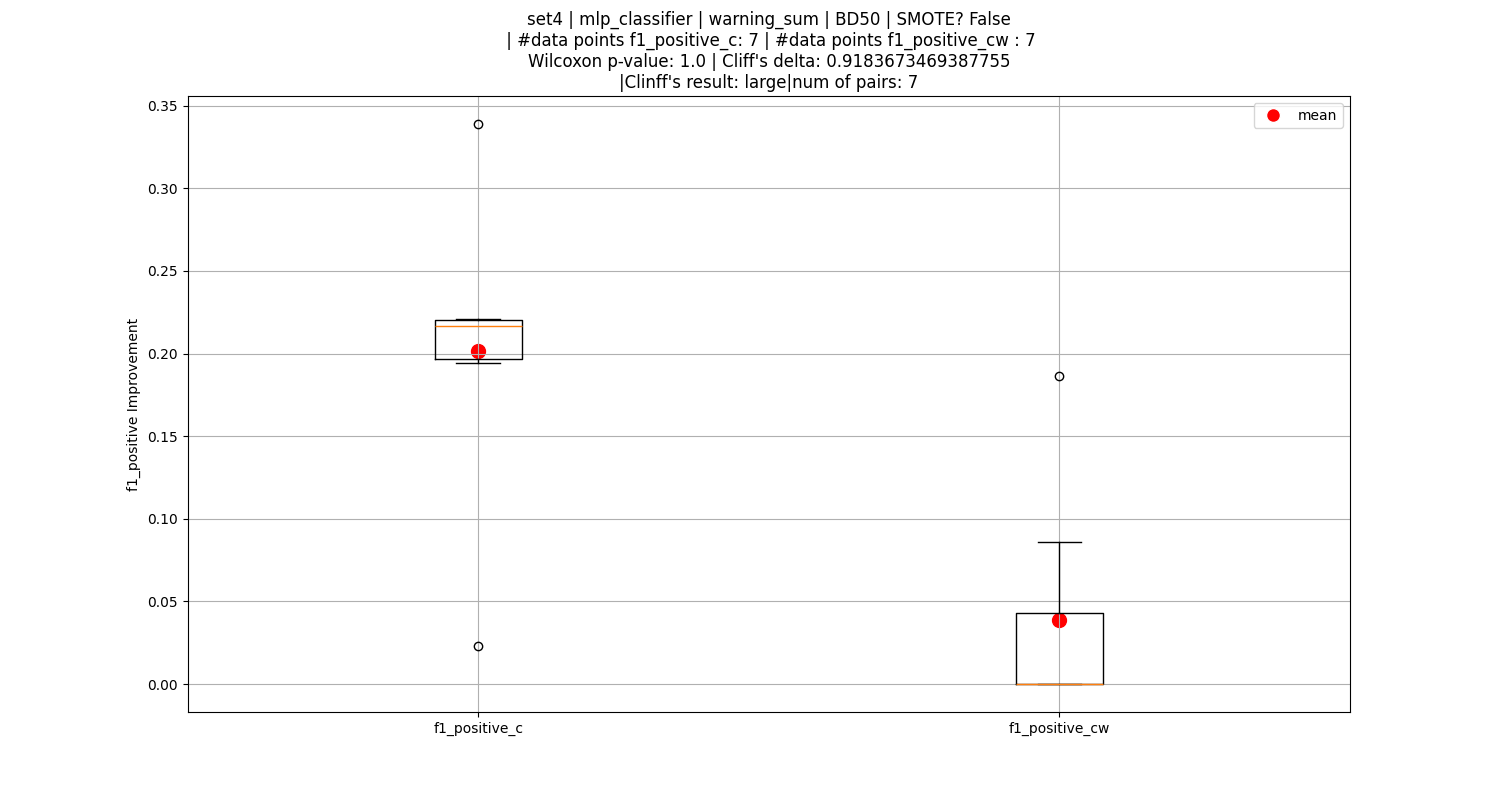 set4 | mlp_classifier | warning_sum | BD50 | SMOTE? False
| #data points f1_positive_c: 7 | #data points f1_positive_cw : 7
Wilcoxon p-value: 1.0 | Cliff's delta: 0.9183673469387755
|Clinff's result: large|num of pairs: 7
mean
0.35
0.30
0.25
0.20
0.15
0.10
0.05
0.00
f1_positive Improvement
f1_positive_c
f1_positive_cw